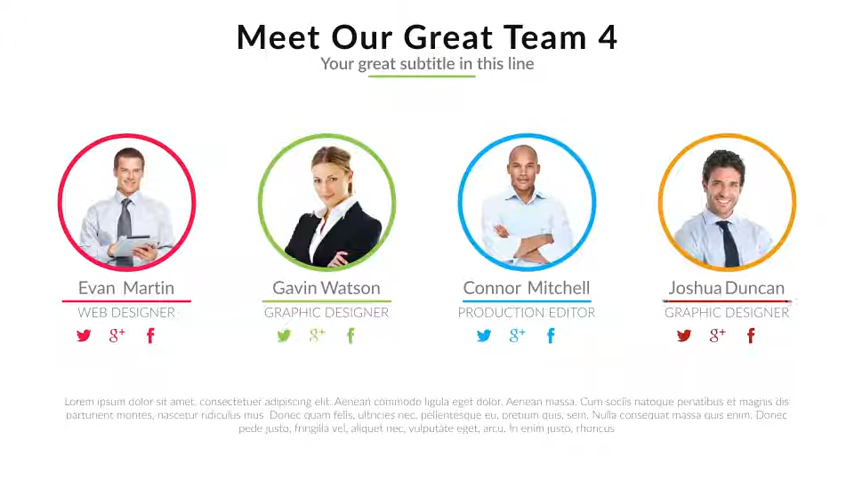 Meet Our Great Team 4
Your great subtitle in this line
Evan Martin
Gavin Watson
Connor Mitchell
Joshua Duncan
WEB DESIGNER
GRAPHIC DESIGNER
PRODUCTION EDITOR
GRAPHIC DESIGNER
g+ f
g+ f
g+ f
g+ f
Lorem ipsum dolor sit amet, consectetuer adipiscing elit. Aenean commodo ligula eget dolor. Aenean massa. Cum sociis natoque penatibus et magnis dis
parturient montes, nascetur ridiculus mus. Donec quam felis, ultricies nec, pellentesque eu, pretium quis, sem. Nulla consequat massa quis enim. Donec
pede justo, fringilla vel, aliquet nec, vulputate eget, arcu. In enim justo, rhoncus